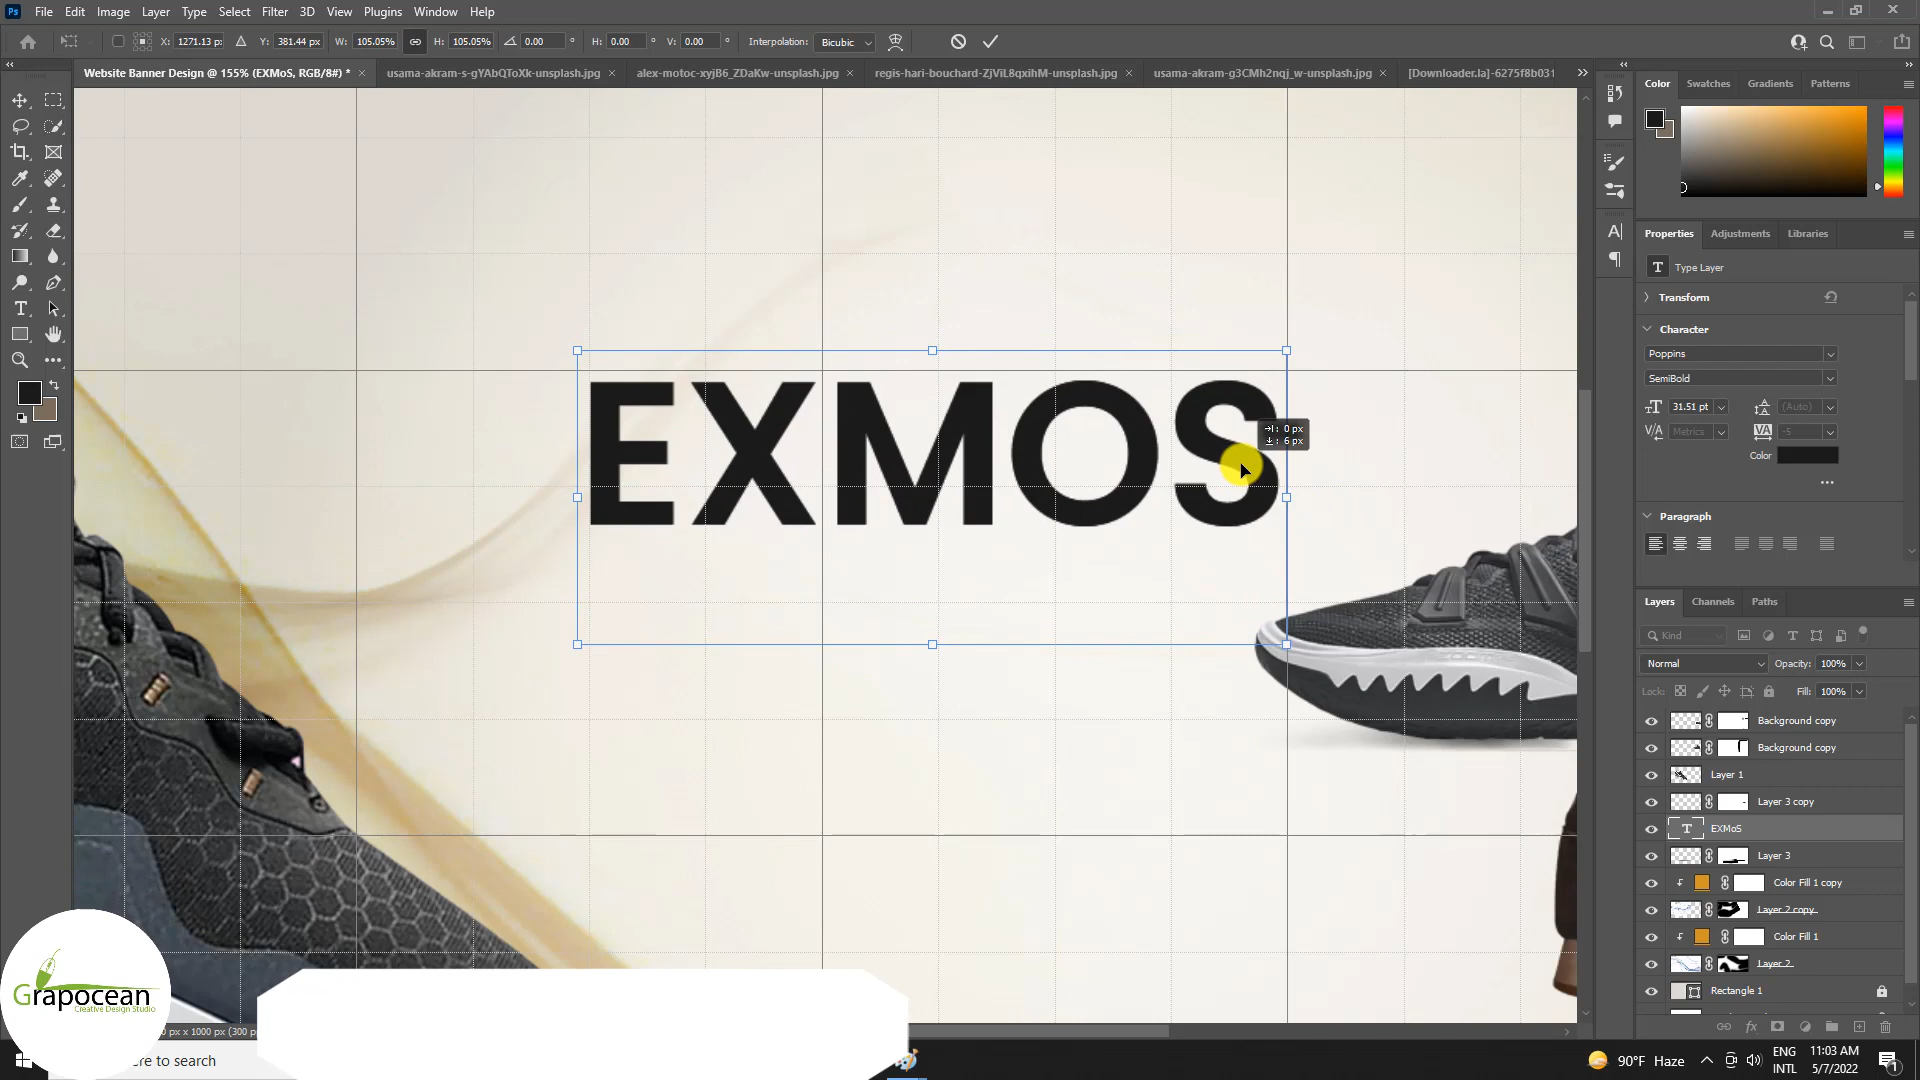 Ps File Edit Image Layer Type Select Filter 3D View Plugins Window Help
X: 1271.13 px Y: 381.44 px W: 105.05% H: 105.05% 0.00 ° H: 0.00 ° V: 0.00 ° Interpolation: Bicubic
Website Banner Design @ 155% (EXMoS, RGB/8#) * × usama-akram-s-gYAbQToXk-unsplash.jpg × alex-motoc-xyjB6_ZDaKw-unsplash.jpg × regis-hari-bouchard-ZjViL8qxihM-unsplash.jpg × usama-akram-g3CMh2nqj_w-unsplash.jpg × [Downloader.la]-6275f8b031
Color Swatches Gradients Patterns
Properties Adjustments Libraries
T Type Layer
Transform
Character
Poppins
SemiBold
31.51 pt (Auto)
Metrics -5
Color
Paragraph
EXMOS
: 0 px
: 6 px
Layers Channels Paths
Kind
Normal Opacity: 100%
Lock: Fill: 100%
Background copy
Background copy
Layer 1
Layer 3 copy
T EXMoS
Layer 3
Color Fill 1 copy
Layer 2 copy
Color Fill 1
Layer 2
Rectangle 1
Grapocean
Creative Design Studio
px x 1000 px (300 pp
re to search
90°F Haze
ENG
INTL
11:03 AM
5/7/2022
1